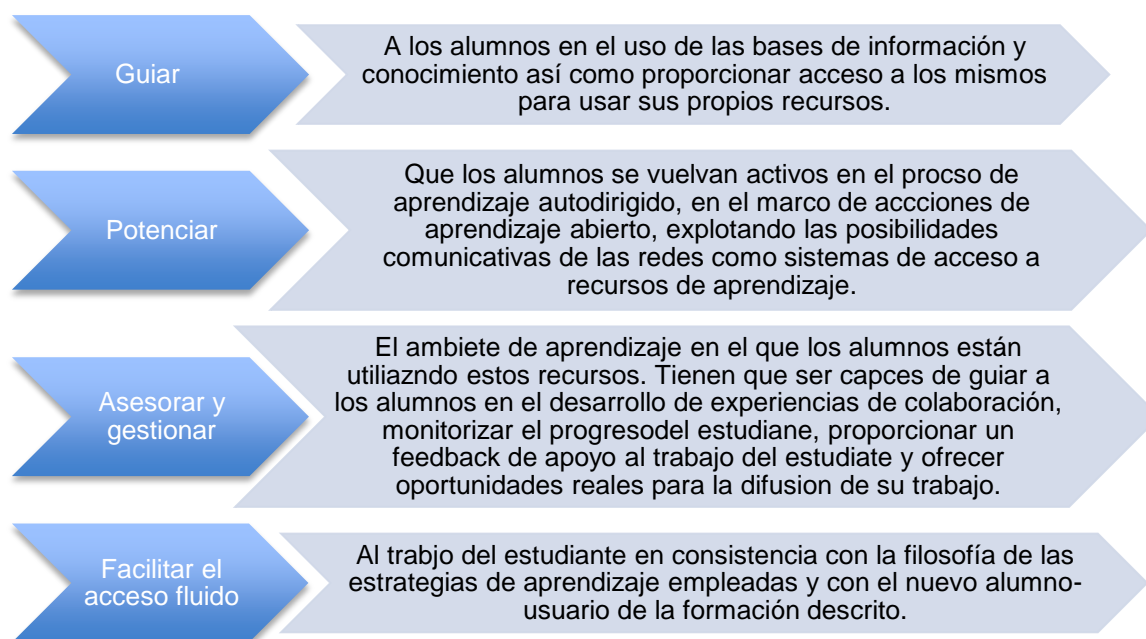 Guiar
A los alumnos en el uso de las bases de información y
conocimiento así como proporcionar acceso a los mismos
para usar sus propios recursos.
Potenciar
Que los alumnos se vuelvan activos en el procso de
aprendizaje autodirigido, en el marco de accciones de
aprendizaje abierto, explotando las posibilidades
comunicativas de las redes como sistemas de acceso a
recursos de aprendizaje.
Asesorar y
gestionar
El ambiete de aprendizaje en el que los alumnos están
utiliazndo estos recursos. Tienen que ser capces de guiar a
los alumnos en el desarrollo de experiencias de colaboración,
monitorizar el progresodel estudiane, proporcionar un
feedback de apoyo al trabajo del estudiate y ofrecer
oportunidades reales para la difusion de su trabajo.
Facilitar el
acceso fluido
Al trabjo del estudiante en consistencia con la filosofía de las
estrategias de aprendizaje empleadas y con el nuevo alumno-
usuario de la formación descrito.